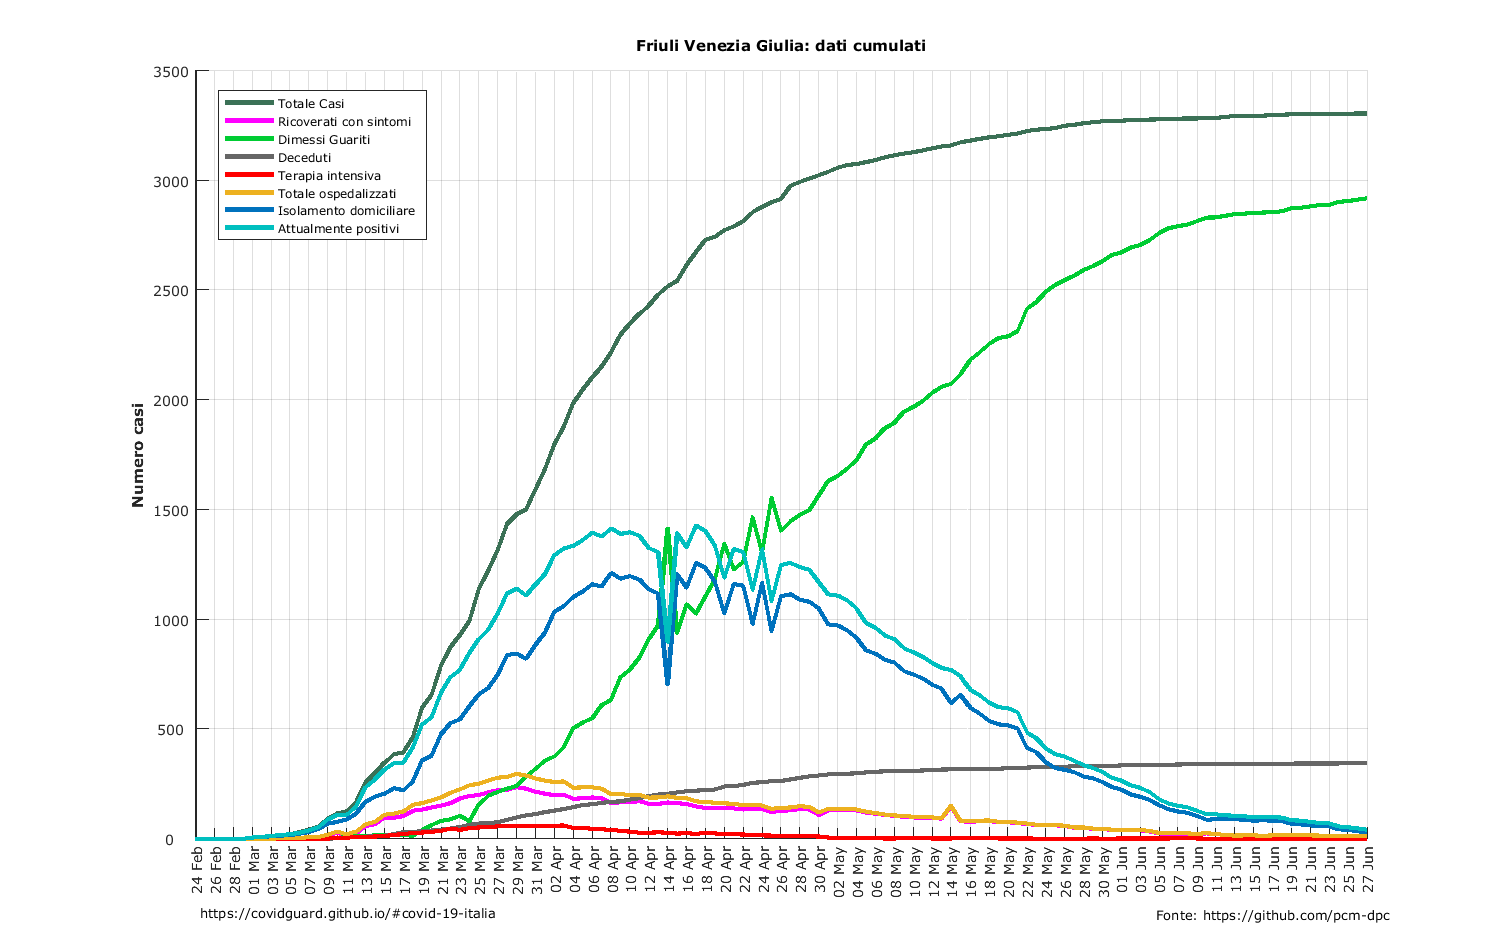 Friuli Venezia Giulia: dati cumulati
Numero casi
3500
3000
2500
2000
1500
1000
500
0
Totale Casi
Ricoverati con sintomi
Dimessi Guariti
Deceduti
Terapia intensiva
Totale ospedalizzati
Isolamento domiciliare
Attualmente positivi
24 Feb
26 Feb
28 Feb
01 Mar
03 Mar
05 Mar
07 Mar
09 Mar
11 Mar
13 Mar
15 Mar
17 Mar
19 Mar
21 Mar
23 Mar
25 Mar
27 Mar
29 Mar
31 Mar
02 Apr
04 Apr
06 Apr
08 Apr
10 Apr
12 Apr
14 Apr
16 Apr
18 Apr
20 Apr
22 Apr
24 Apr
26 Apr
28 Apr
30 Apr
02 May
04 May
06 May
08 May
10 May
12 May
14 May
16 May
18 May
20 May
22 May
24 May
26 May
28 May
30 May
01 Jun
03 Jun
05 Jun
07 Jun
09 Jun
11 Jun
13 Jun
15 Jun
17 Jun
19 Jun
21 Jun
23 Jun
25 Jun
27 Jun
https://covidguard.github.io/#covid-19-italia
Fonte: https://github.com/pcm-dpc